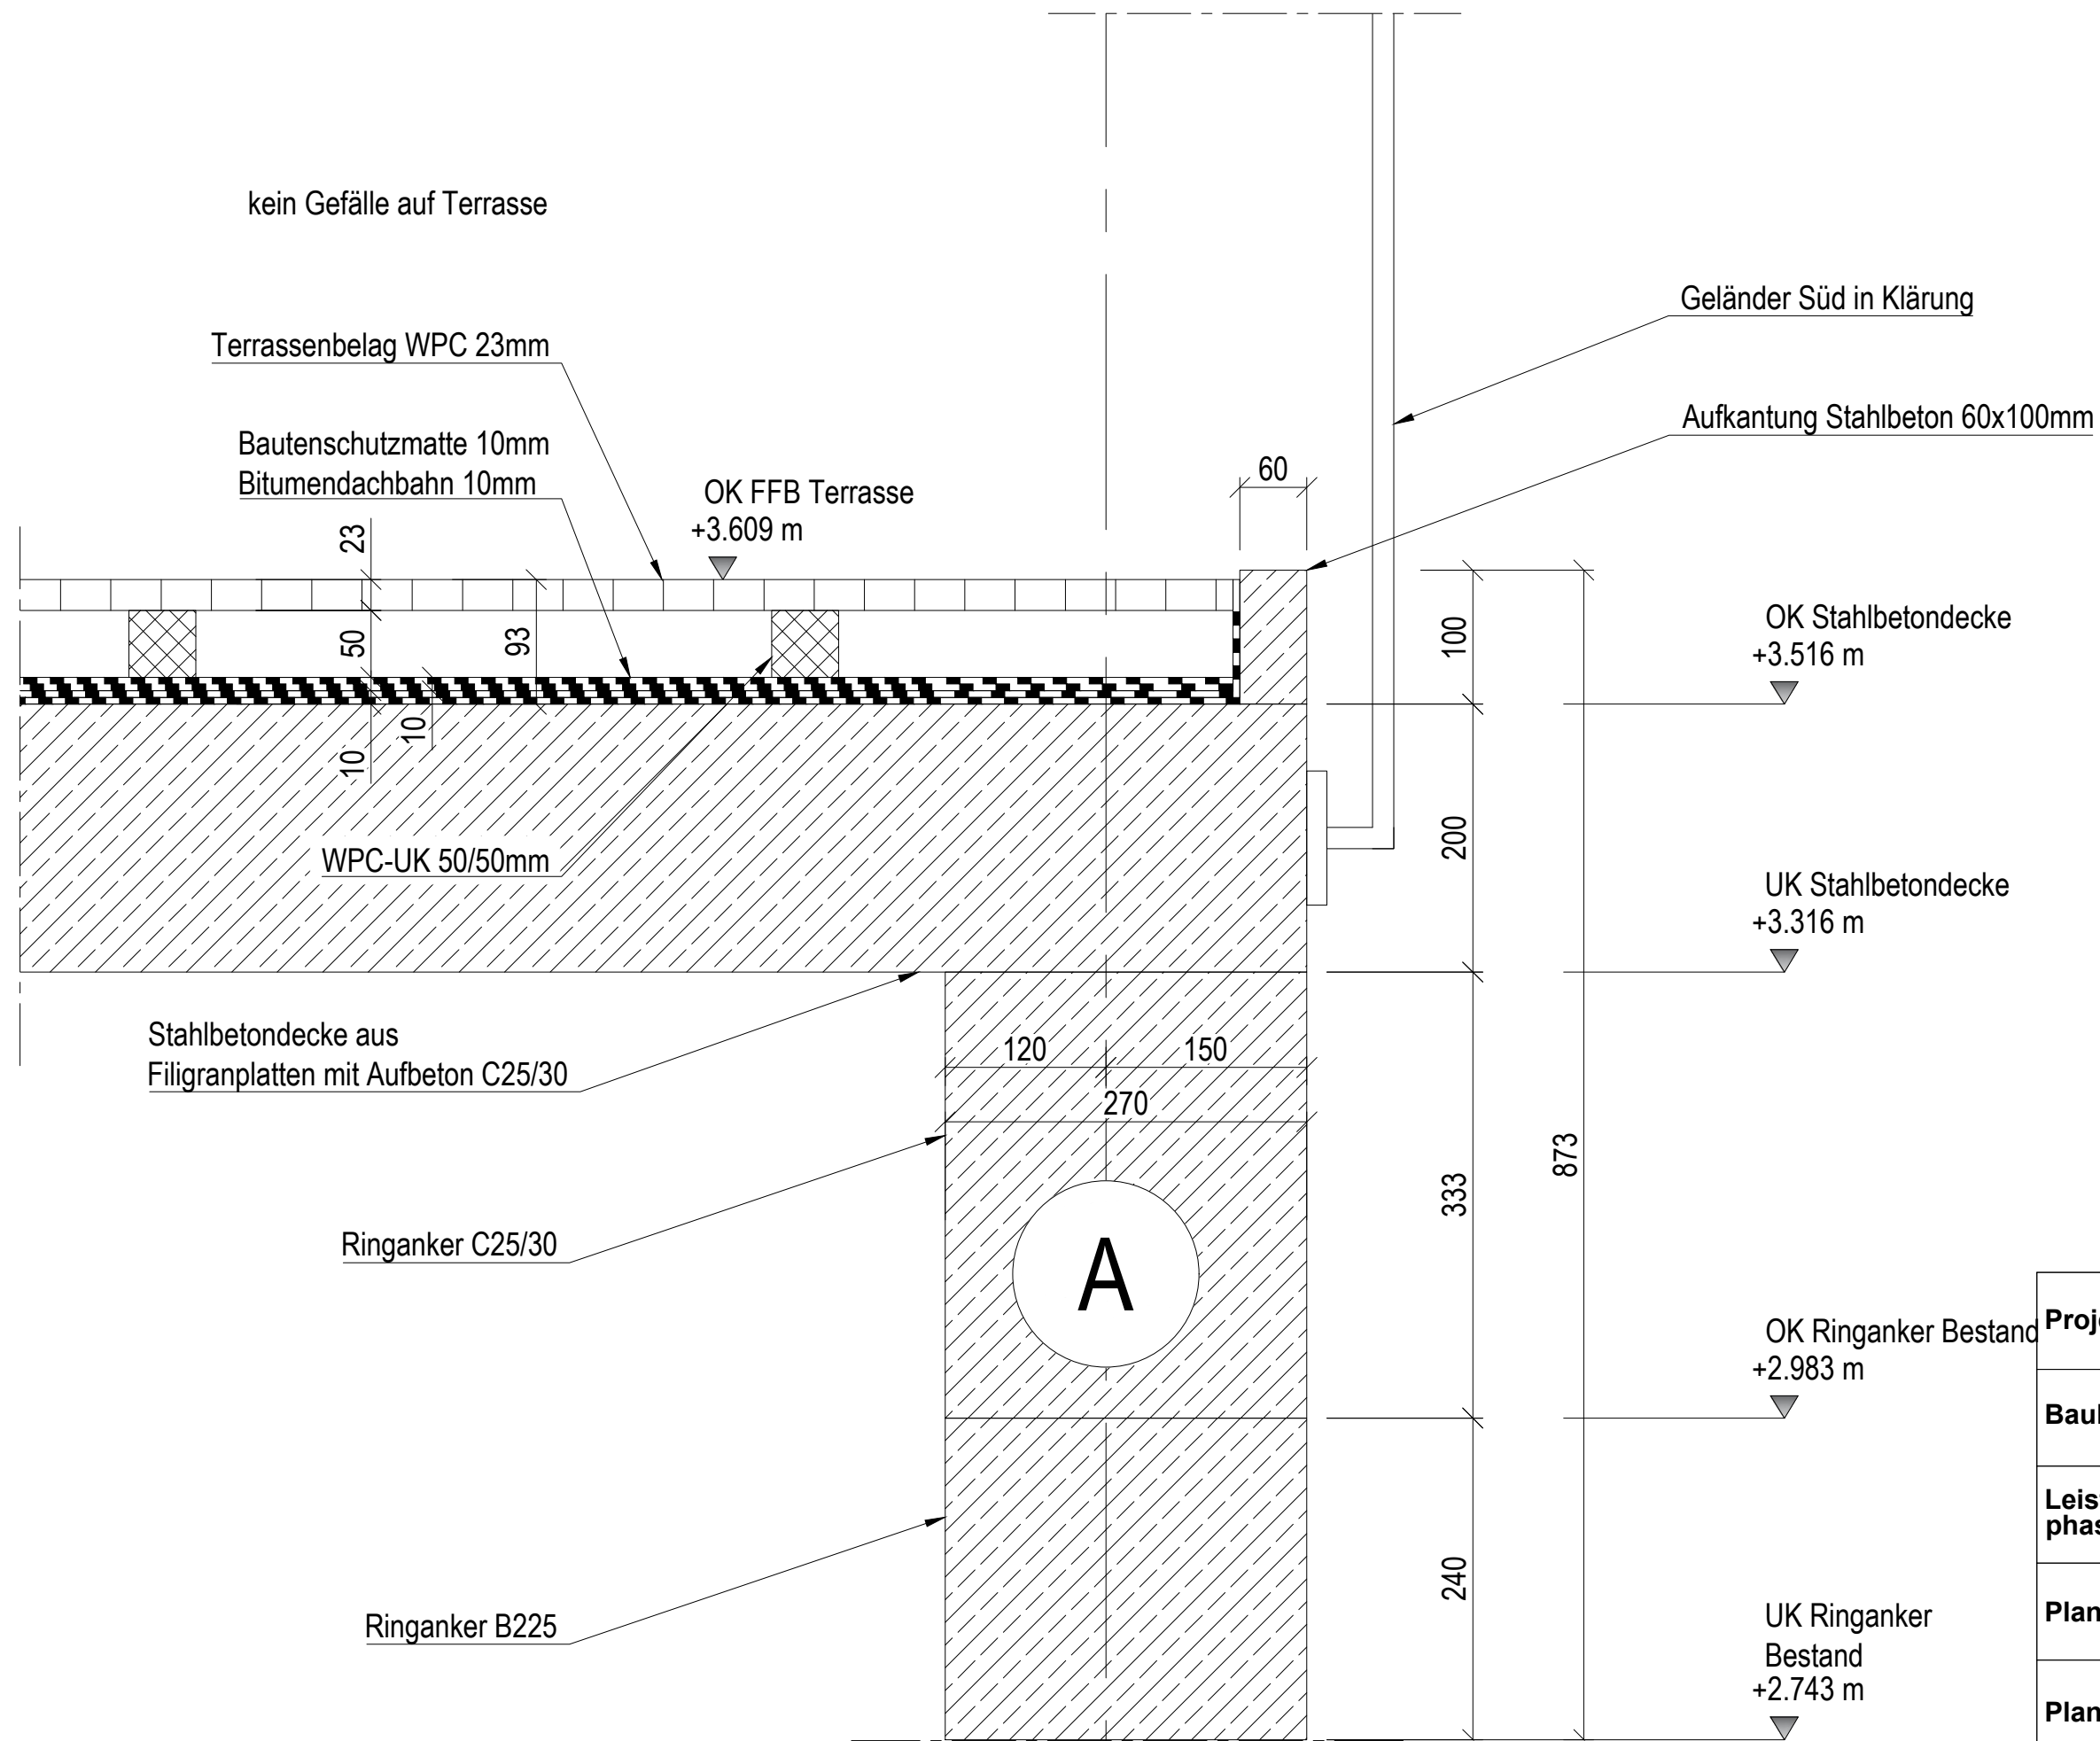 kein Gefälle auf Terrasse
Geländer Süd in Klärung
Terrassenbelag WPC 23mm
Aufkantung Stahlbeton 60x100mm
Bautenschutzmatte 10mm
Bitumendachbahn 10mm
OK FFB Terrasse
+3.609 m
60
23
50
93
10
10
100
OK Stahlbetondecke
+3.516 m
200
WPC-UK 50/50mm
UK Stahlbetondecke
+3.316 m
Stahlbetondecke aus
Filigranplatten mit Aufbeton C25/30
120
150
270
333
873
Ringanker C25/30
A
OK Ringanker Bestand
+2.983 m
240
Ringanker B225
UK Ringanker
Bestand
+2.743 m
Plan
Plan